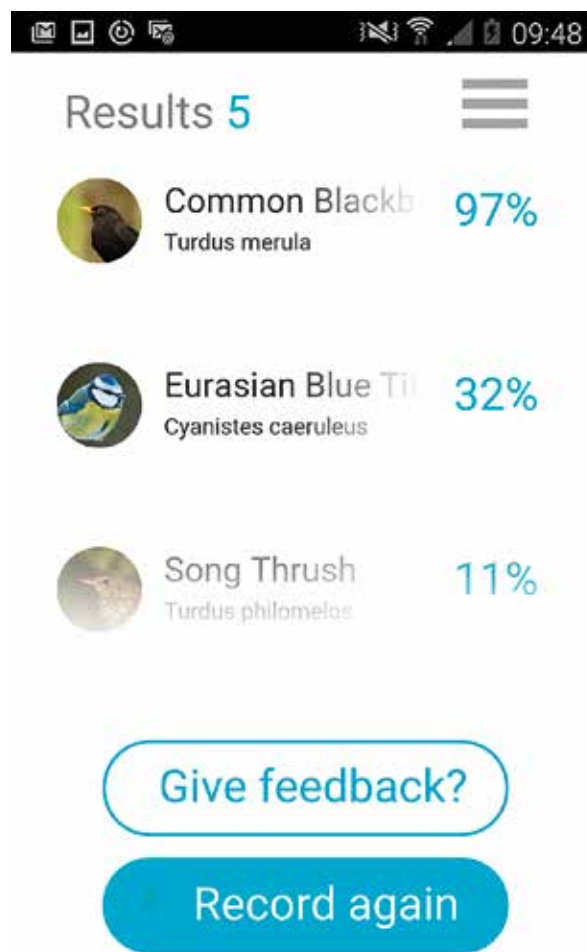 09:48
Results 5
Common Blackb
97%
Turdus merula
Eurasian Blue Ti
32%
Cyanistes caeruleus
Song Thrush
11%
Turdus philomelos
Give feedback?
Record again